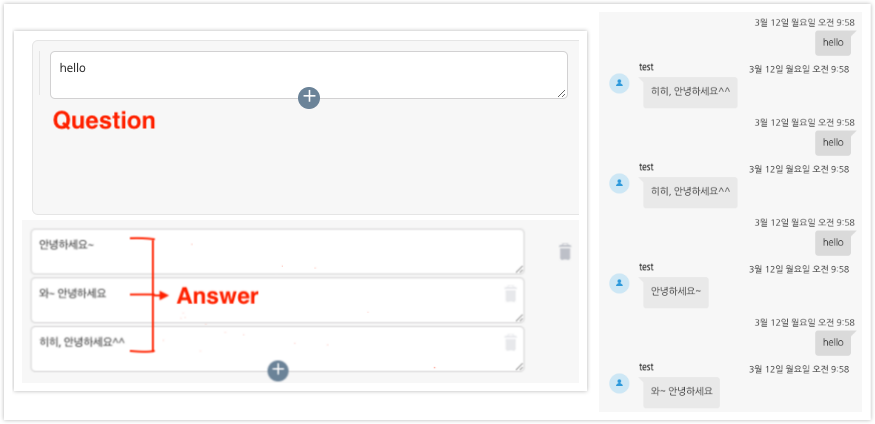 hello
Question
안녕하세요~
와~ 안녕하세요
Answer
히히, 안녕하세요^^
3월 12일 월요일 오전 9:58
hello
test
3월 12일 월요일 오전 9:58
히히, 안녕하세요^^
3월 12일 월요일 오전 9:58
hello
test
3월 12일 월요일 오전 9:58
히히, 안녕하세요^^
3월 12일 월요일 오전 9:58
hello
test
3월 12일 월요일 오전 9:58
안녕하세요~
3월 12일 월요일 오전 9:58
hello
test
3월 12일 월요일 오전 9:58
와~ 안녕하세요